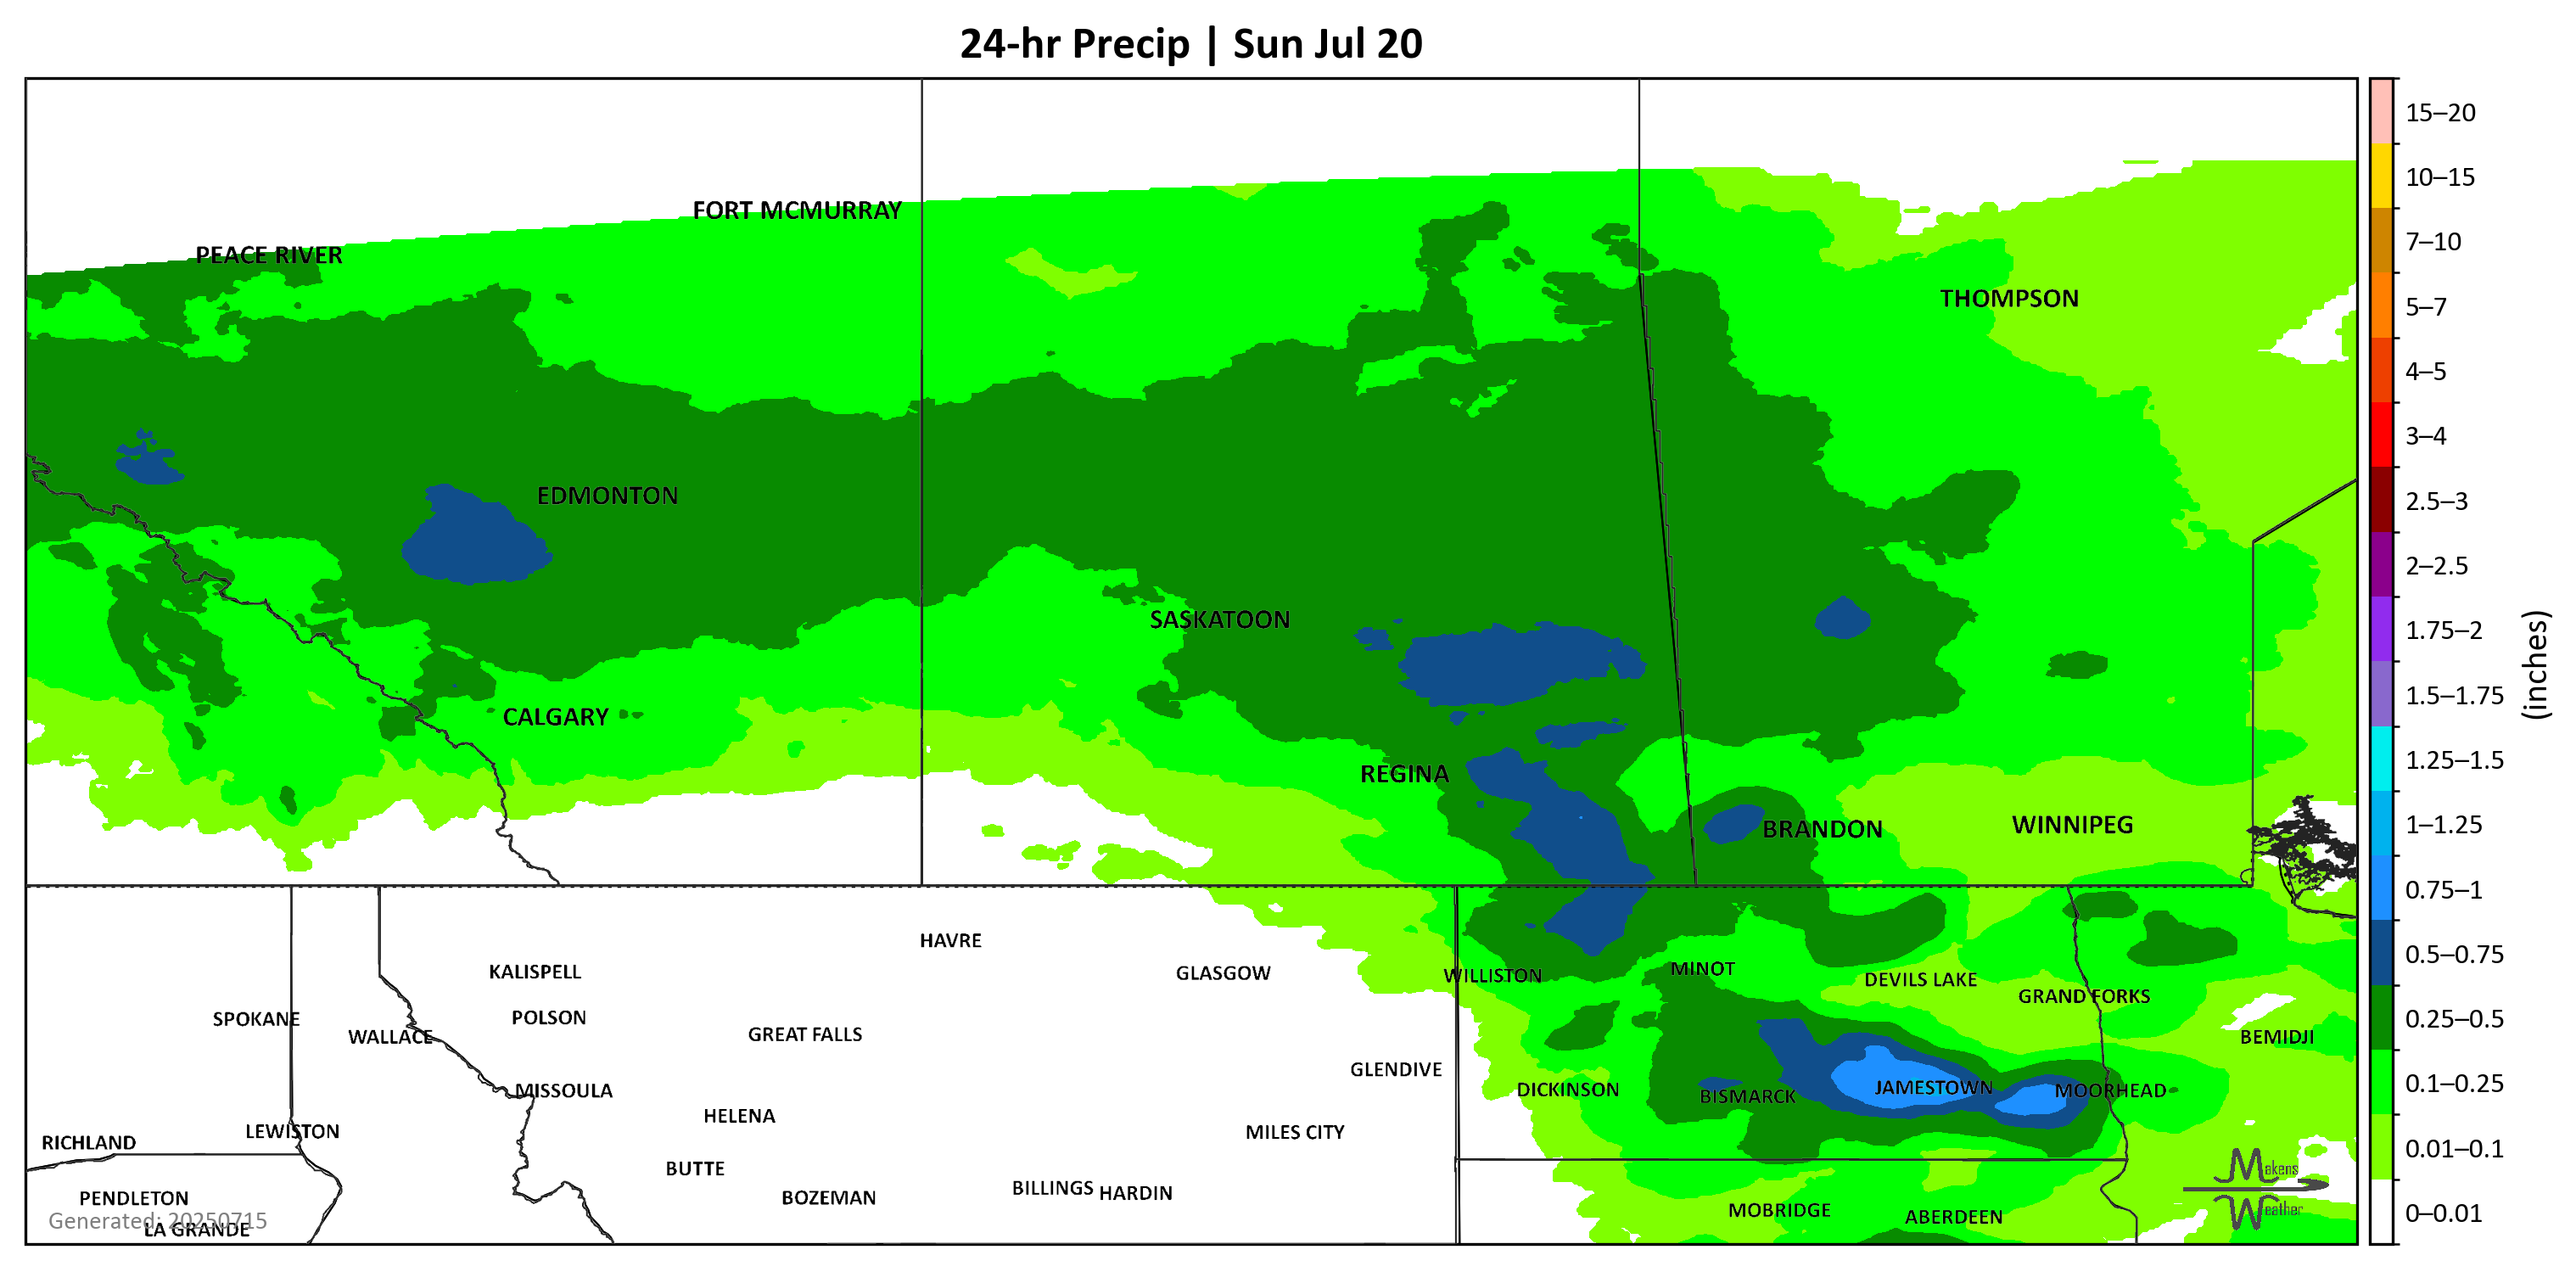 24-hr Precip | Sun Jul 20
15–20
10–15
7–10
5–7
4–5
3–4
2.5–3
2–2.5
1.75–2
1.5–1.75
1.25–1.5
1–1.25
0.75–1
0.5–0.75
0.25–0.5
0.1–0.25
0.01–0.1
0–0.01
(inches)
FORT MCMURRAY
PEACE RIVER
THOMPSON
EDMONTON
SASKATOON
CALGARY
REGINA
BRANDON
WINNIPEG
HAVRE
KALISPELL
GLASGOW
WILLISTON
MINOT
DEVILS LAKE
GRAND FORKS
SPOKANE
WALLACE
POLSON
GREAT FALLS
BEMIDJI
GLENDIVE
MISSOULA
DICKINSON
BISMARCK
JAMESTOWN
MOORHEAD
HELENA
LEWISTON
RICHLAND
MILES CITY
BUTTE
PENDLETON
BOZEMAN
BILLINGS
HARDIN
MOBRIDGE
ABERDEEN
Generated: 20250715
LA GRANDE
Makens
Weather